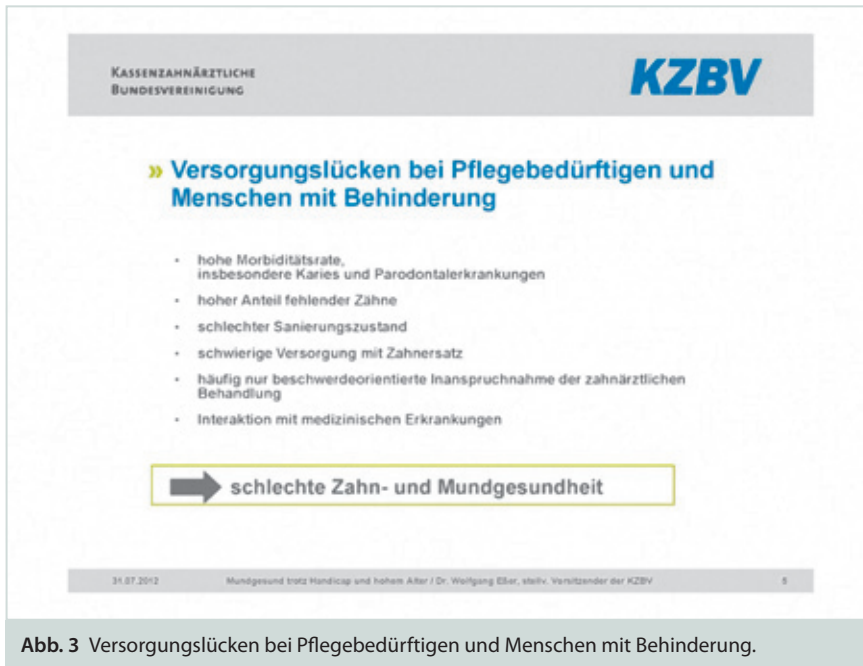 KASSENZAHNÄRZTLICHE
BUNDESVEREINIGUNG
KZBV
» Versorgungslücken bei Pflegebedürftigen und
Menschen mit Behinderung
• hohe Morbiditätsrate,
insbesondere Karies und Parodontalerkrankungen
• hoher Anteil fehlender Zähne
• schlechter Sanierungszustand
• schwierige Versorgung mit Zahnersatz
• häufig nur beschwerdeorientierte Inanspruchnahme der zahnärztlichen
Behandlung
• Interaktion mit medizinischen Erkrankungen
schlechte Zahn- und Mundgesundheit
31.07.2012 Mundgesund trotz Handicap und hohem Alter / Dr. Wolfgang Eßer, stellv. Vorsitzender der KZBV
Abb. 3 Versorgungslücken bei Pflegebedürftigen und Menschen mit Behinderung.